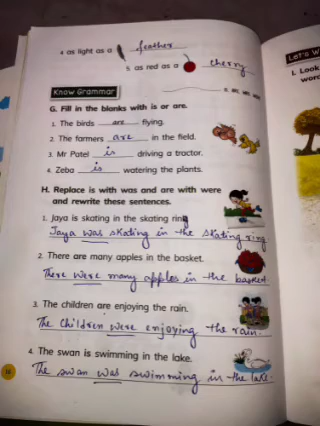 4. as light as a feather
5. as red as a cherry
Know Grammar
G. Fill in the blanks with is or are.
1. The birds are flying.
2. The farmers are in the field.
3. Mr Patel is driving a tractor.
4. Zeba is watering the plants.
H. Replace is with was and are with were
and rewrite these sentences.
1. Jaya is skating in the skating ring
Jaya was skating in the skating ring
2. There are many apples in the basket.
There were many apples in the basket.
3. The children are enjoying the rain.
The Children were enjoying the rain.
4. The swan is swimming in the lake.
The swan was swimming in the lake.
Let's
I. Look